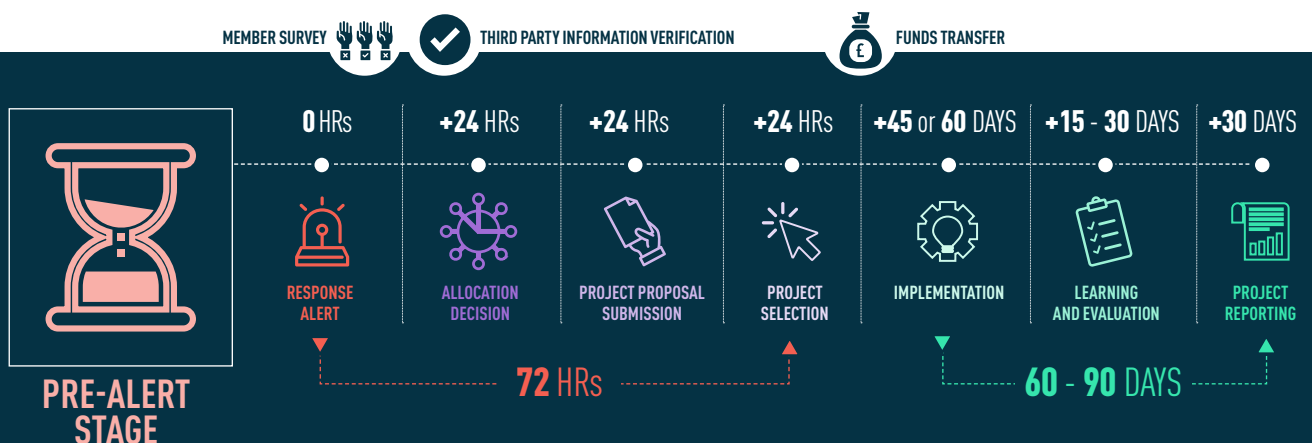 MEMBER SURVEY
THIRD PARTY INFORMATION VERIFICATION
£
FUNDS TRANSFER
0 HRs
+24 HRs
+24 HRs
+24 HRs
+45 or 60 DAYS
+15 - 30 DAYS
+30 DAYS
RESPONSE
ALERT
ALLOCATION
DECISION
PROJECT PROPOSAL
SUBMISSION
PROJECT
SELECTION
IMPLEMENTATION
LEARNING
AND EVALUATION
PROJECT
REPORTING
72 HRs
60 - 90 DAYS
PRE-ALERT
STAGE